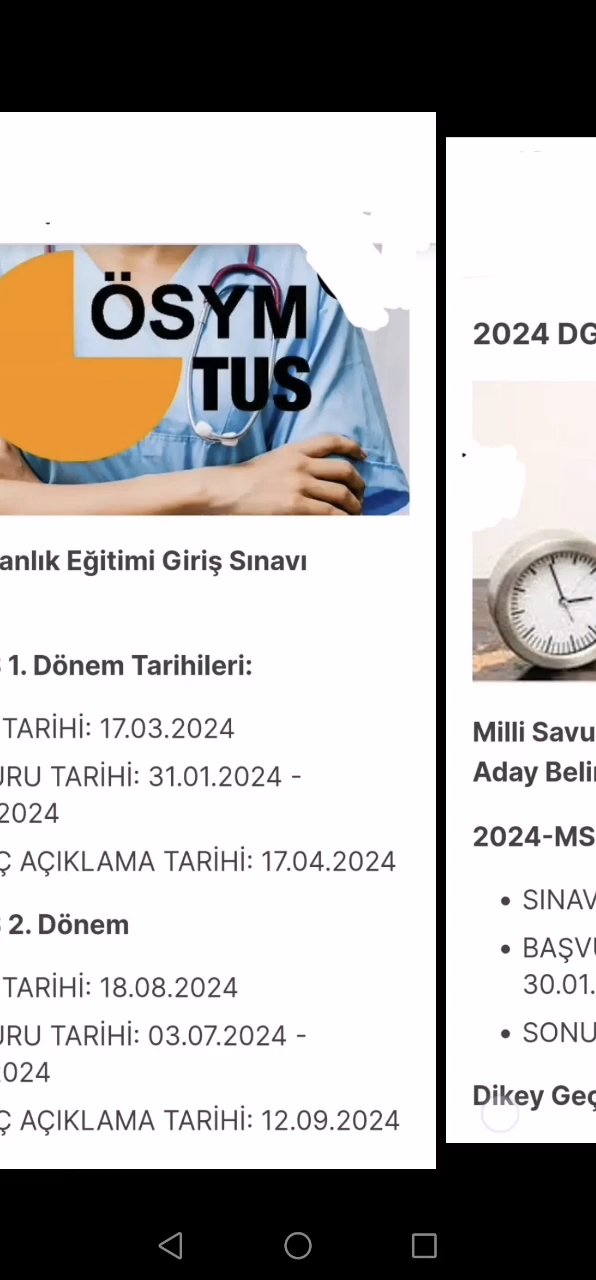 ÖSYM
TUS
anlık Eğitimi Giriş Sınavı
1. Dönem Tarihileri:
TARİHİ: 17.03.2024
URU TARİHİ: 31.01.2024 -
2024
Ç AÇIKLAMA TARİHİ: 17.04.2024
2. Dönem
TARİHİ: 18.08.2024
URU TARİHİ: 03.07.2024 -
024
Ç AÇIKLAMA TARİHİ: 12.09.2024
2024 DG
Milli Savu
Aday Belir
2024-MS
• SINAV
• BAŞVU
30.01.
• SONU
Dikey Geç